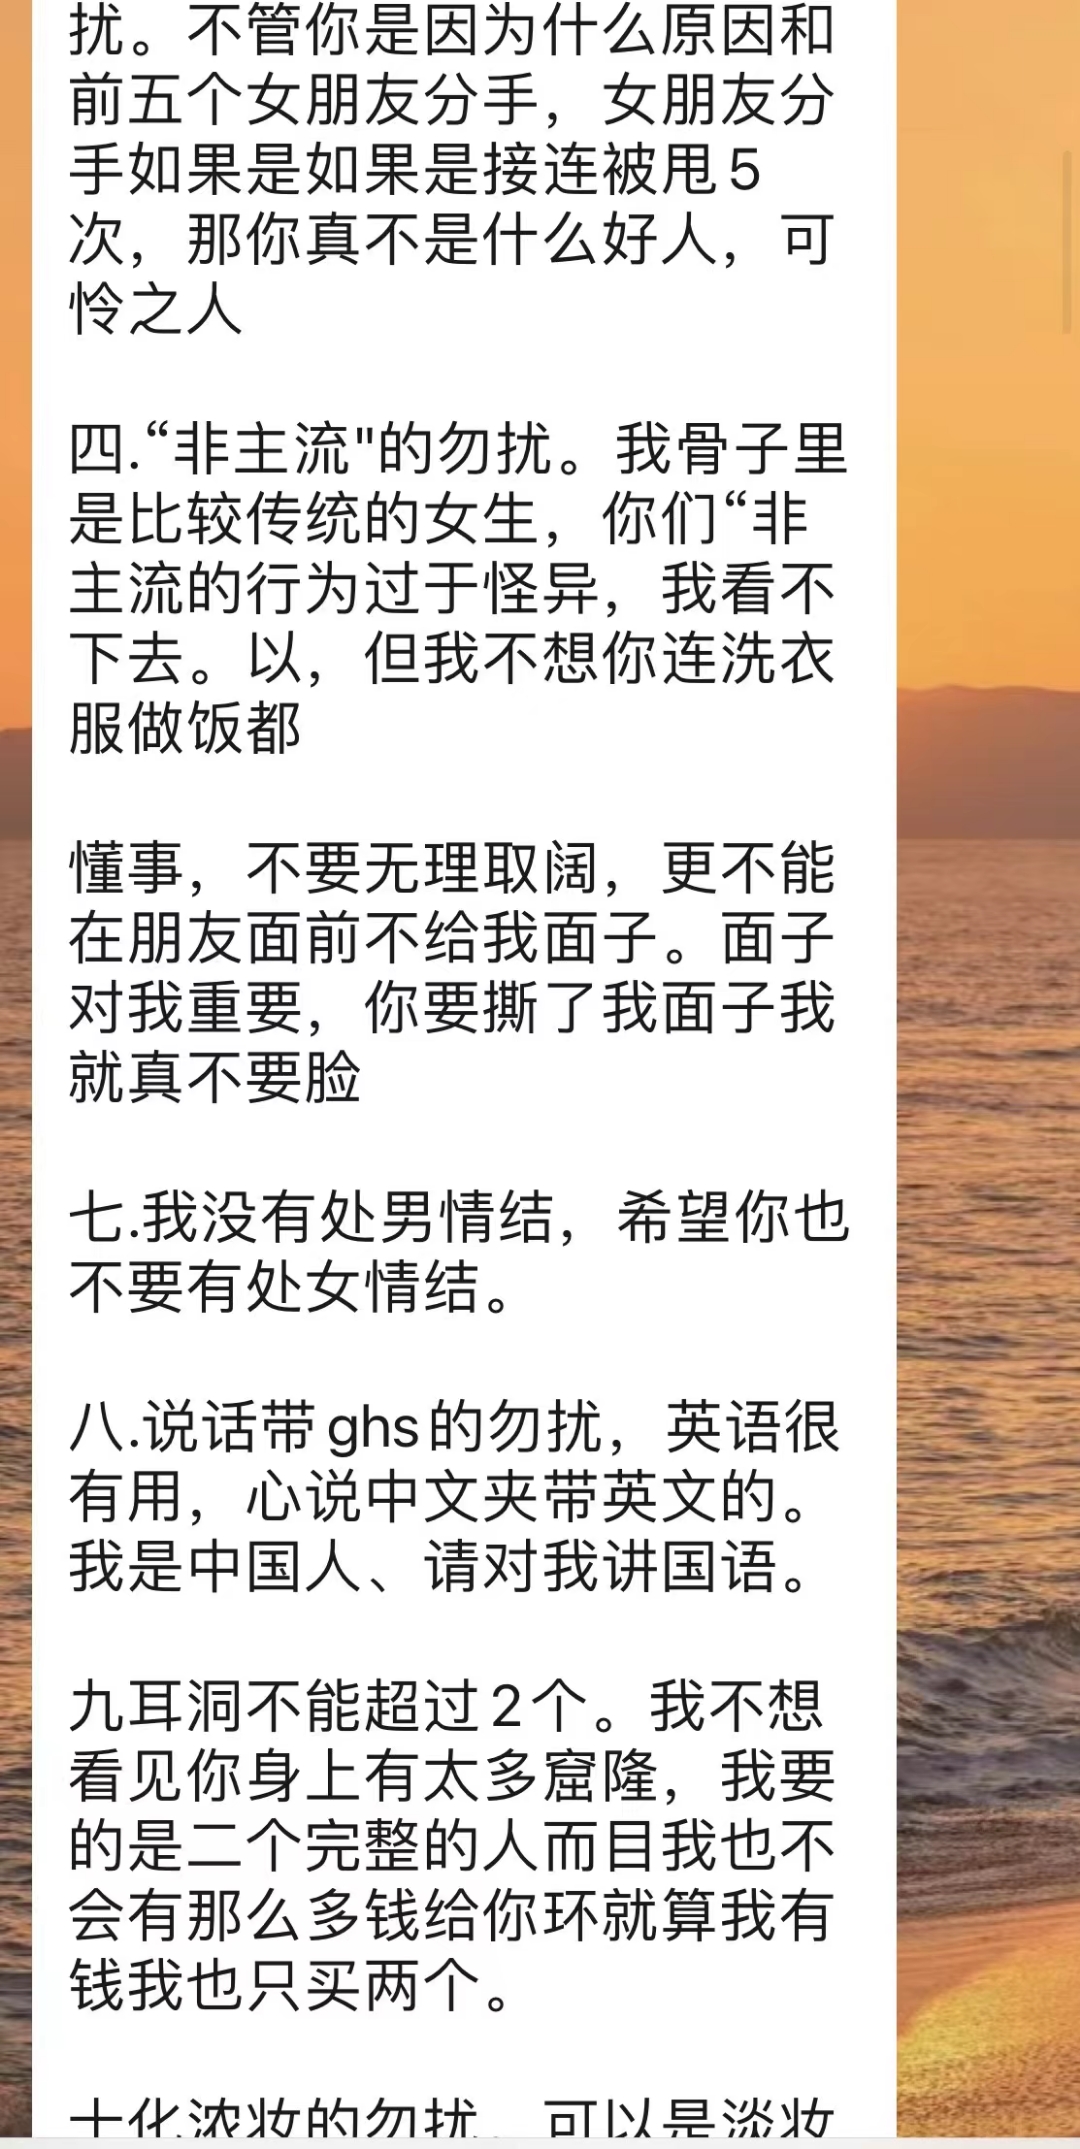 扰。不管你是因为什么原因和
前五个女朋友分手，女朋友分
手如果是如果是接连被甩5
次，那你真不是什么好人，可
怜之人
四.“非主流"的勿扰。我骨子里
是比较传统的女生，你们“非
主流的行为过于怪异，我看不
下去。以，但我不想你连洗衣
服做饭都
懂事，不要无理取阔，更不能
在朋友面前不给我面子。面子
对我重要，你要撕了我面子我
就真不要脸
七.我没有处男情结，希望你也
不要有处女情结。
八.说话带ghs的勿扰，英语很
有用，心说中文夹带英文的。
我是中国人、请对我讲国语。
九耳洞不能超过2个。我不想
看见你身上有太多窟隆，我要
的是二个完整的人而目我也不
会有那么多钱给你环就算我有
钱我也只买两个。
十化浓妆的勿扰，可以是淡妆